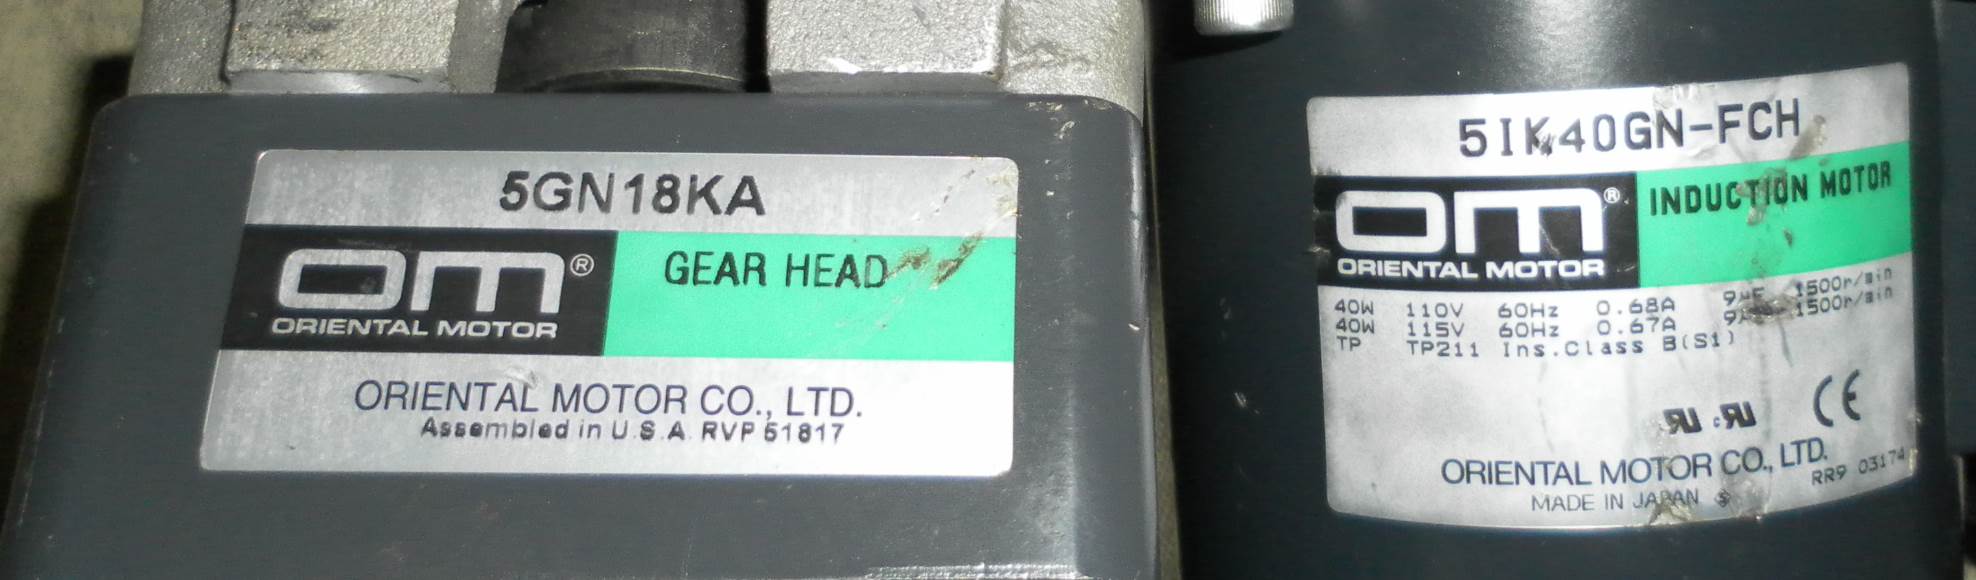 5GN18KA
OM®
ORIENTAL MOTOR
GEAR HEAD
ORIENTAL MOTOR CO., LTD.
Assembled in U.S.A. RVP 51817
5IK40GN-FCH
OM®
ORIENTAL MOTOR
INDUCTION MOTOR
40W 110V 60Hz 0.68A 9µF 1500r/min
40W 115V 60Hz 0.67A 1500r/min
TP TP211 Ins.Class B(S1)
CE
ORIENTAL MOTOR CO., LTD.
MADE IN JAPAN RR9 03174